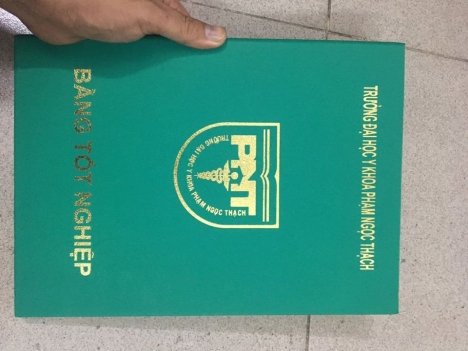 TRƯỜNG ĐẠI HỌC Y KHOA PHẠM NGỌC THẠCH
PNT
TRƯỜNG ĐẠI HỌC Y KHOA PHẠM NGỌC THẠCH
BẰNG TỐT NGHIỆP